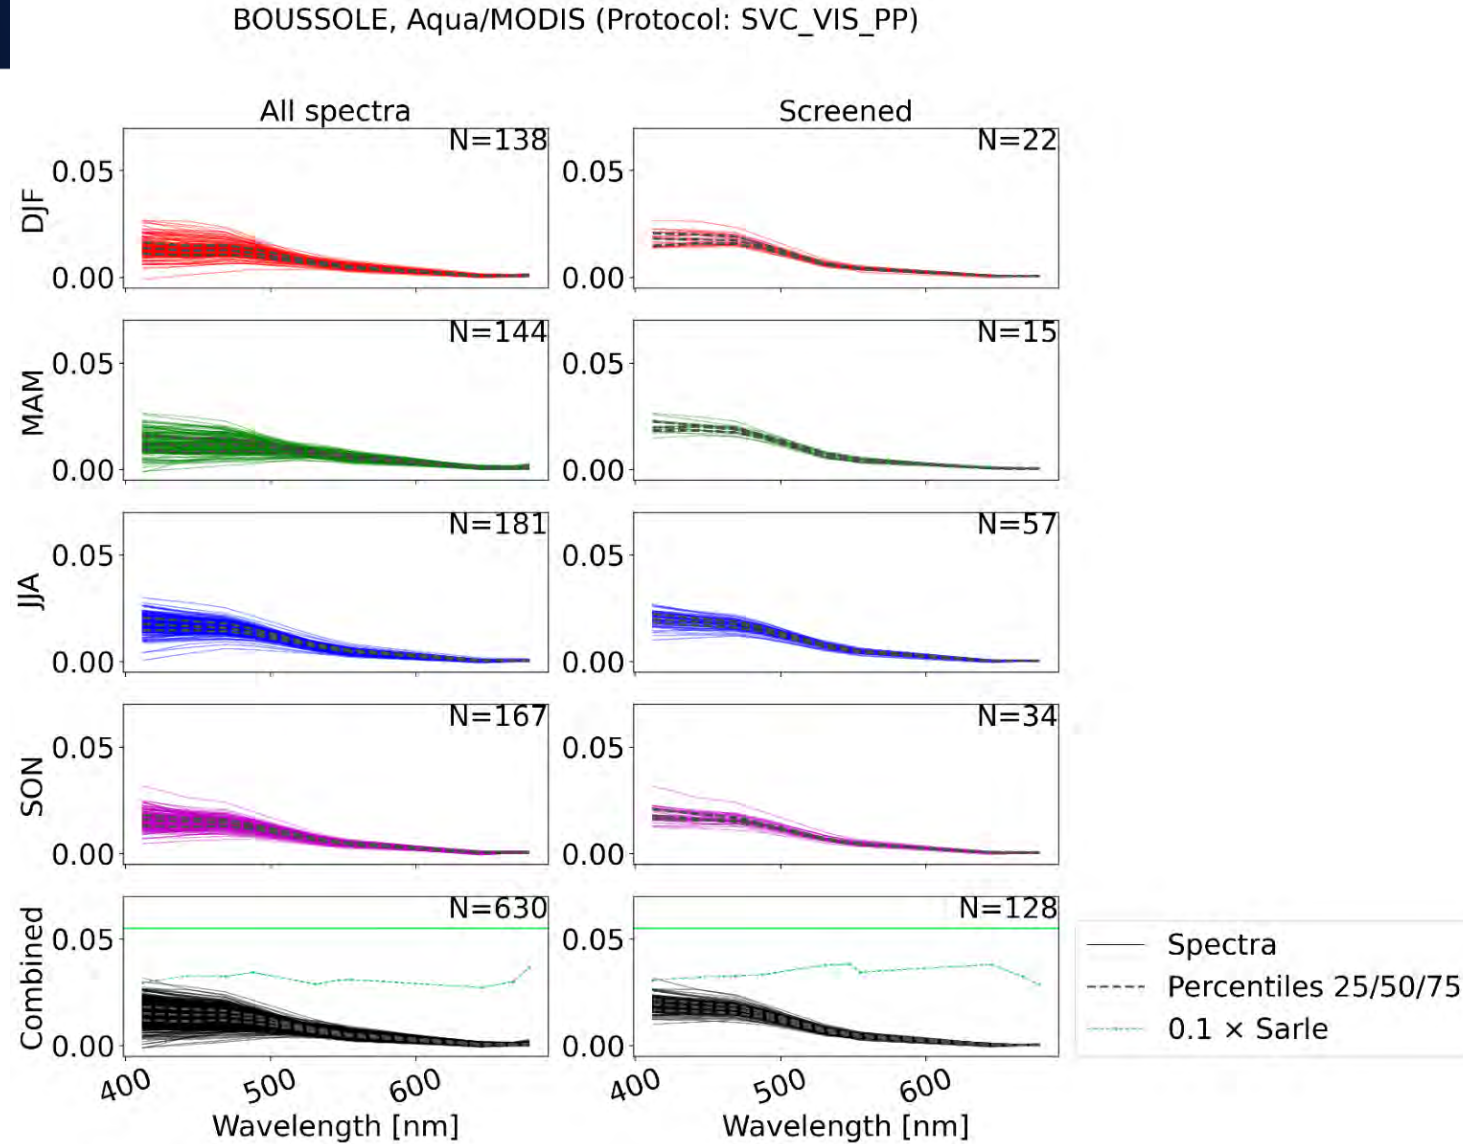 BOUSSOLE, Aqua/MODIS (Protocol: SVC_VIS_PP)
All spectra
Screened
DJF
0.05
0.00
N=138
0.05
0.00
N=22
MAM
0.05
0.00
N=144
0.05
0.00
N=15
JJA
0.05
0.00
N=181
0.05
0.00
N=57
SON
0.05
0.00
N=167
0.05
0.00
N=34
Combined
0.05
0.00
N=630
0.05
0.00
N=128
400 500 600
400 500 600
Wavelength [nm]
Wavelength [nm]
Spectra
Percentiles 25/50/75
0.1 × Sarle